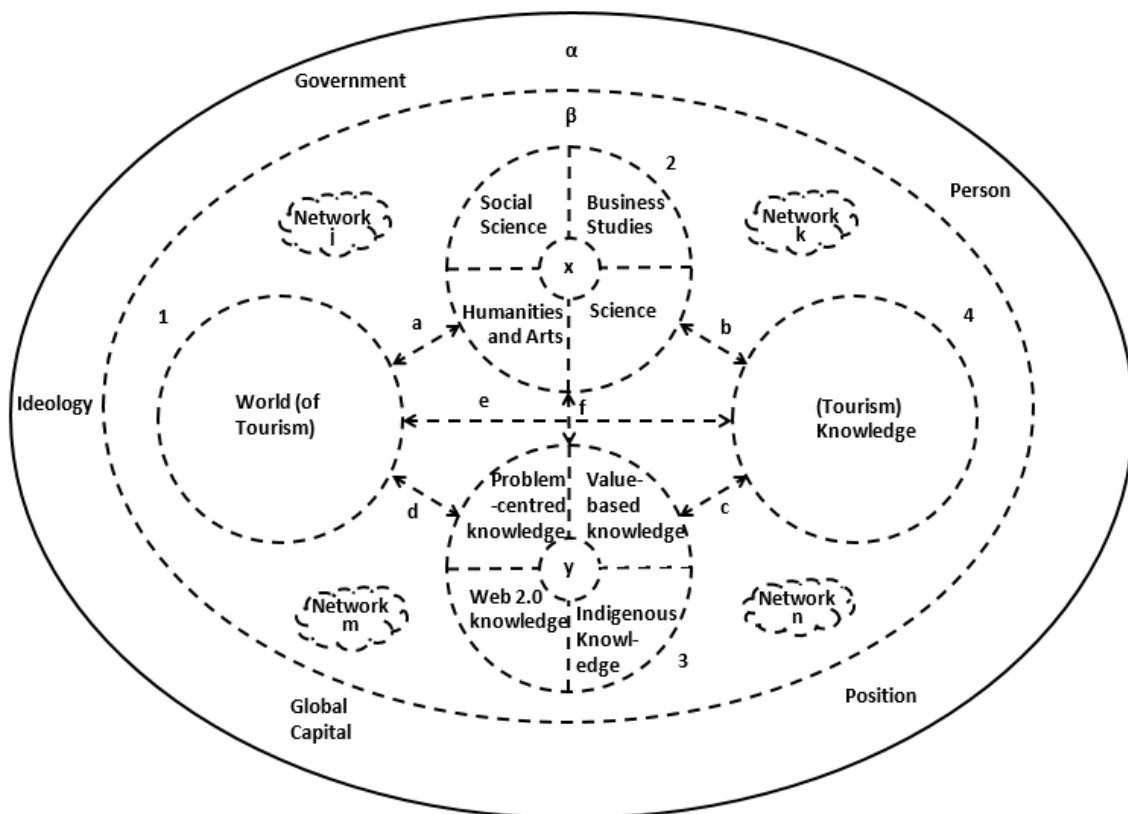 α
Government
β
2
Person
Social
Science
Business
Studies
Network
j
Network
k
x
Humanities
and Arts
Science
1
a
b
4
Ideology
World (of
Tourism)
e
f
(Tourism)
Knowledge
d
Problem
-centred
knowledge
Value-
based
knowledge
c
y
Web 2.0
knowledge
Indigenous
Knowl-
edge
3
Network
m
Network
n
Global
Capital
Position